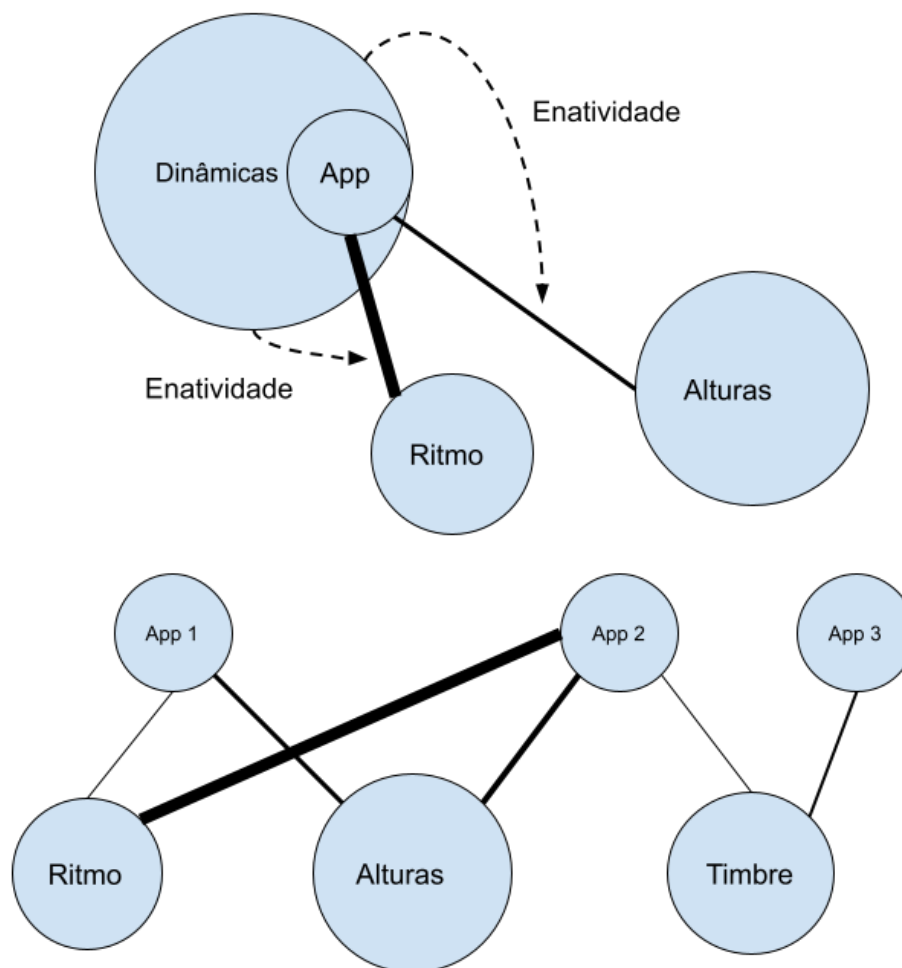 Enatividade
Dinâmicas
App
Enatividade
Alturas
Ritmo
App 1
App 2
App 3
Ritmo
Alturas
Timbre